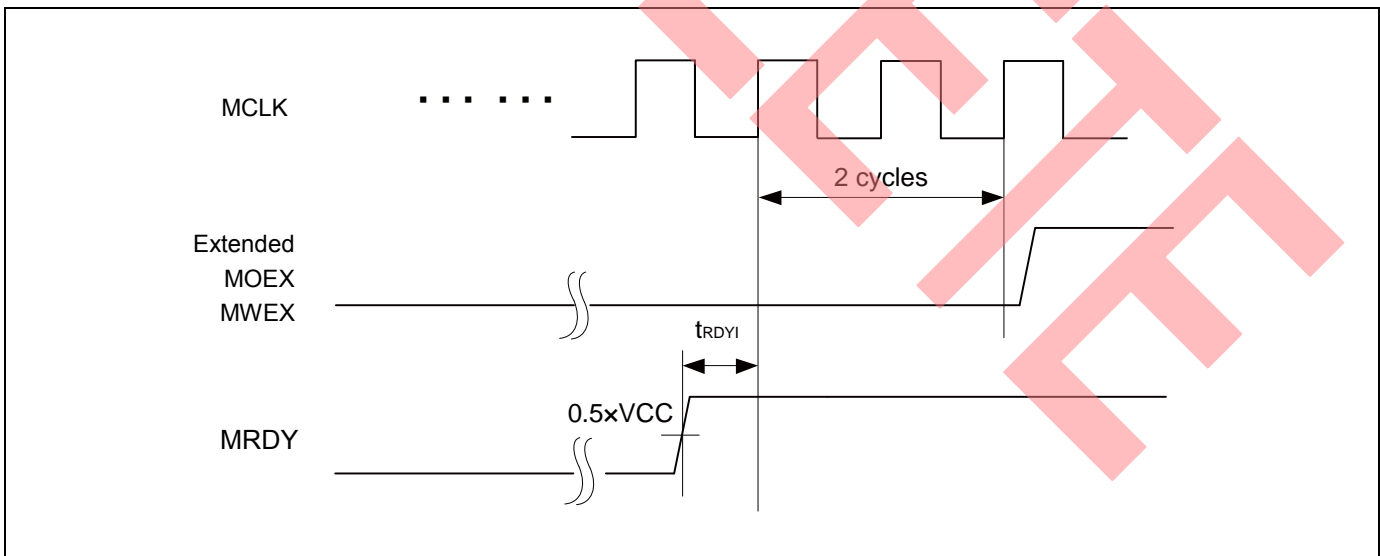 MCLK
... ...
2 cycles
Extended
MOEX
MWEX
tRDYI
0.5×VCC
MRDY